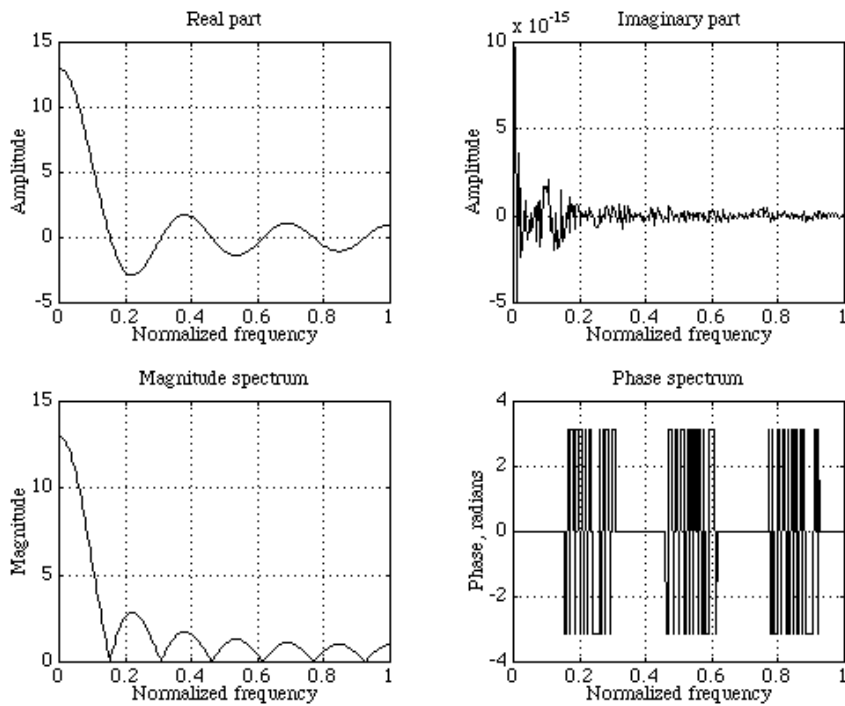 Real part
15
10
5
0
-5
Amplitude
0 0.2 0.4 0.6 0.8 1
Normalized frequency
Imaginary part
x 10^-15
10
5
0
-5
Amplitude
0 0.2 0.4 0.6 0.8 1
Normalized frequency
Magnitude spectrum
15
10
5
0
Magnitude
0 0.2 0.4 0.6 0.8 1
Normalized frequency
Phase spectrum
4
2
0
-2
-4
Phase, radians
0 0.2 0.4 0.6 0.8 1
Normalized frequency